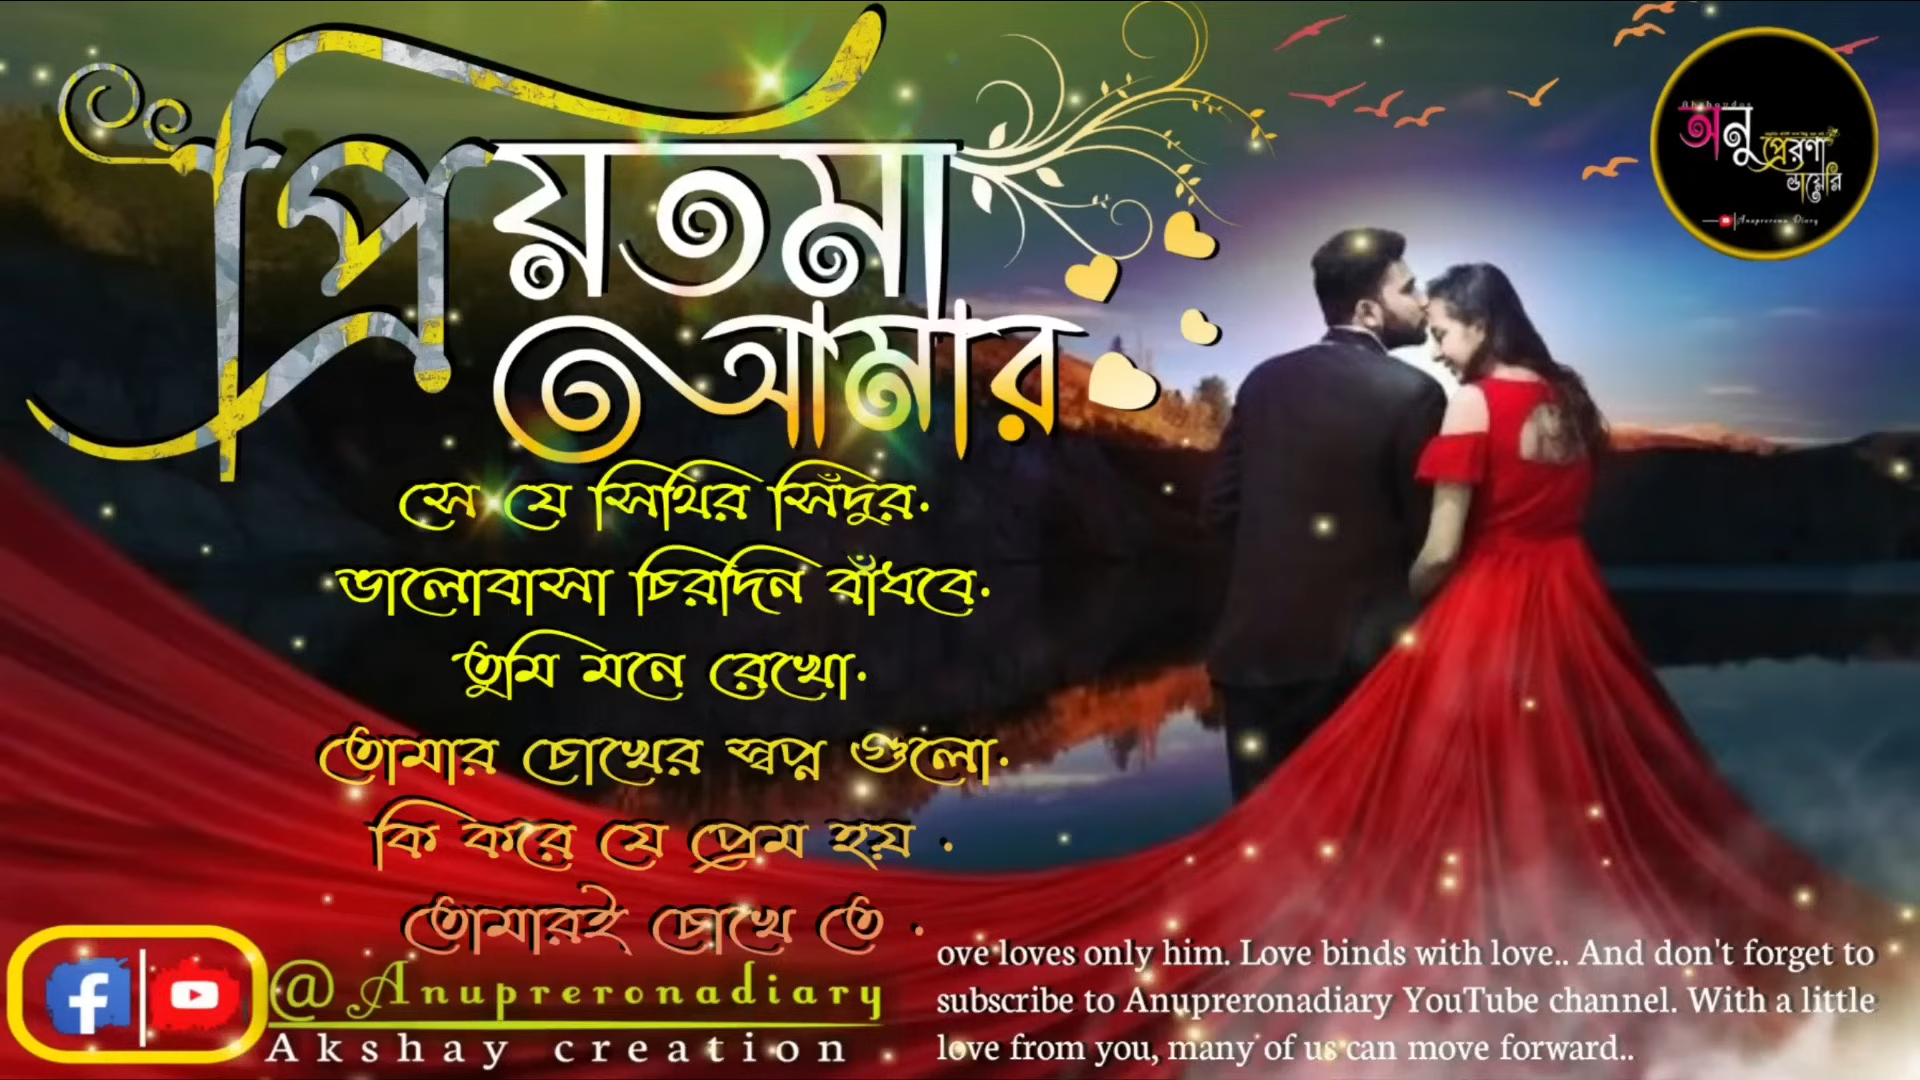 প্রিয়তমা
আমার
সে যে সিথির সিঁদুর.
ভালোবাসা চিরদিন বাঁধবে.
তুমি মনে রেখো.
তোমার চোখের স্বপ্ন গুলো.
কি করে যে প্রেম হয় .
তোমারই চোখে তে .
@Anupreronadiary
Akshay creation .
ove loves only him. Love binds with love.. And don't forget to
subscribe to Anupreronadiary YouTube channel. With a little
love from you, many of us can move forward..
অনু
প্রেরণা
ডায়েরি
Anuprerona Diary